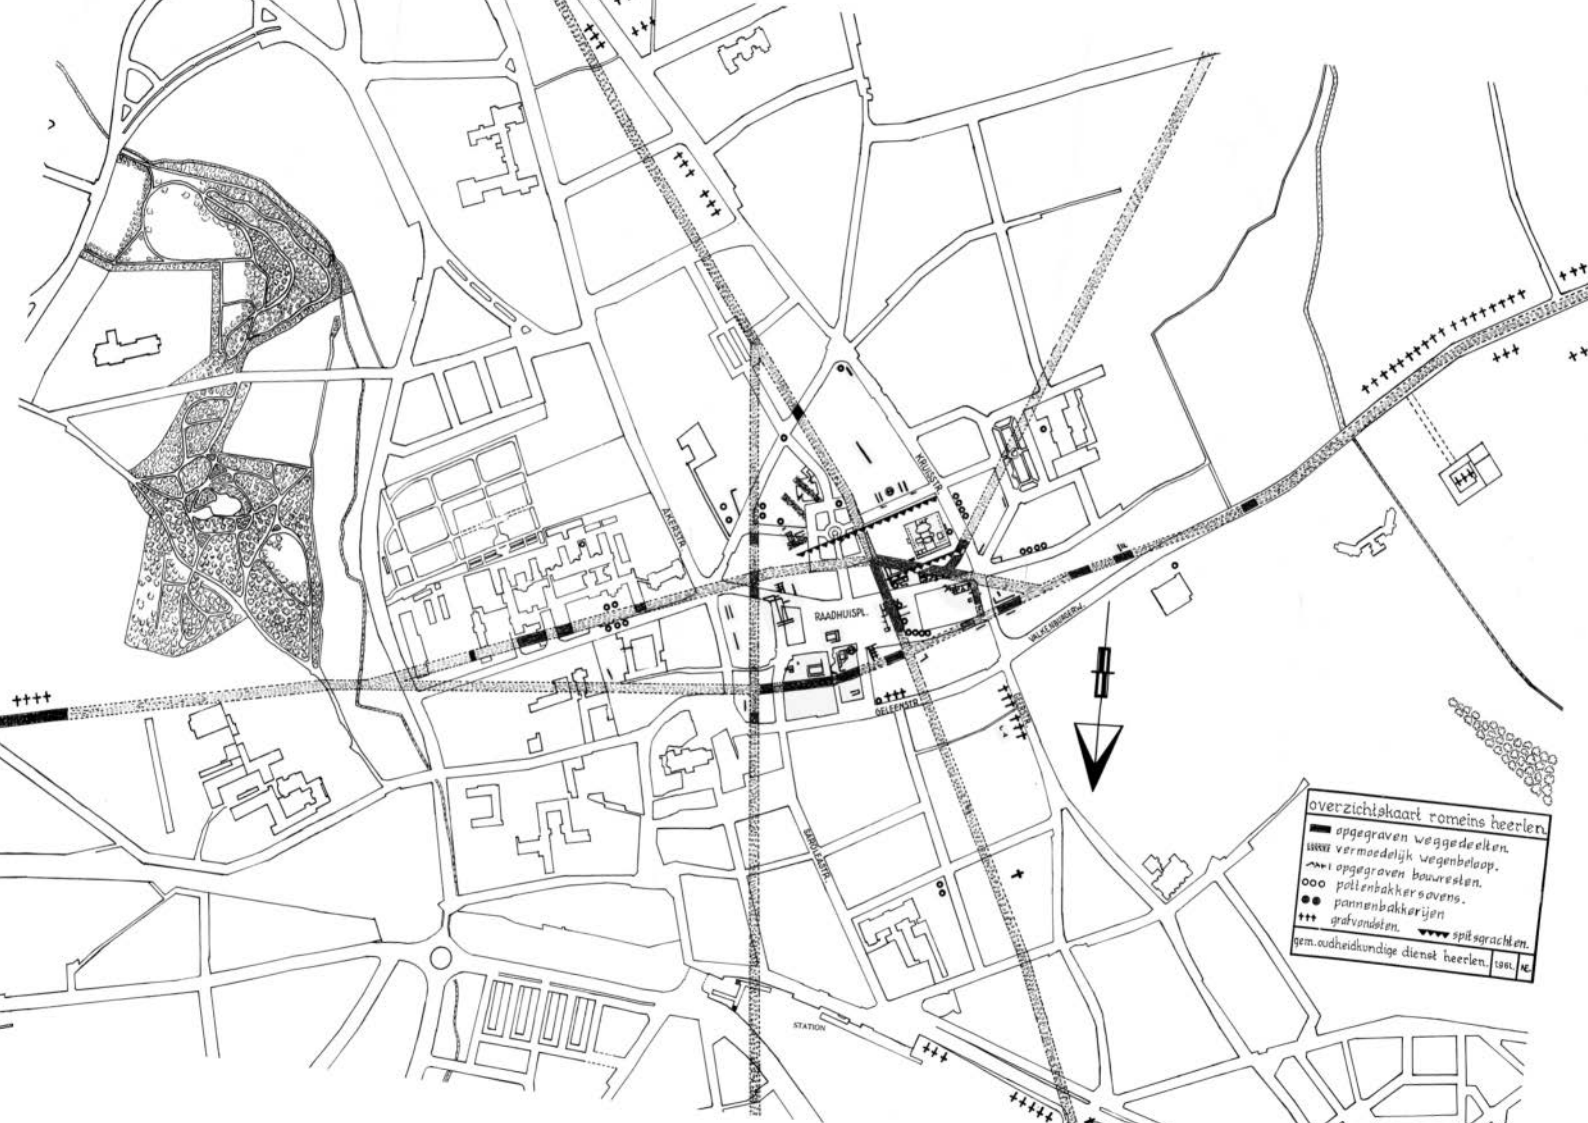 KRUISSTR.
AKERSTR.
RAADHUISPL.
VALKENBURGERW.
GELEENSTR.
SAROLEASTR.
STATION
overzichtskaart romeins heerlen.
opgegraven weggedeelten.
vermoedelijk wegenbeloop.
opgegraven bouwresten.
pottenbakkersovens.
pannenbakkerijen
grafvondsten.
spitsgrachten.
gem. oudheidkundige dienst heerlen.